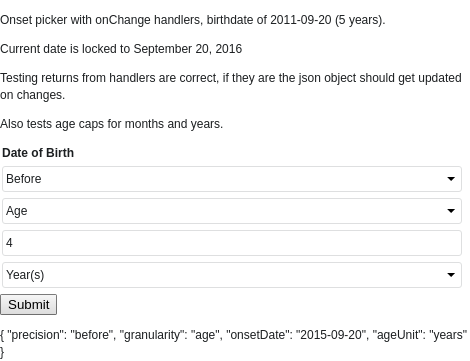 Onset picker with onChange handlers, birthdate of 2011-09-20 (5 years).
Current date is locked to September 20, 2016
Testing returns from handlers are correct, if they are the json object should get updated
on changes.
Also tests age caps for months and years.
Date of Birth
Before
Age
4
Year(s)
Submit
{ "precision": "before", "granularity": "age", "onsetDate": "2015-09-20", "ageUnit": "years"
}